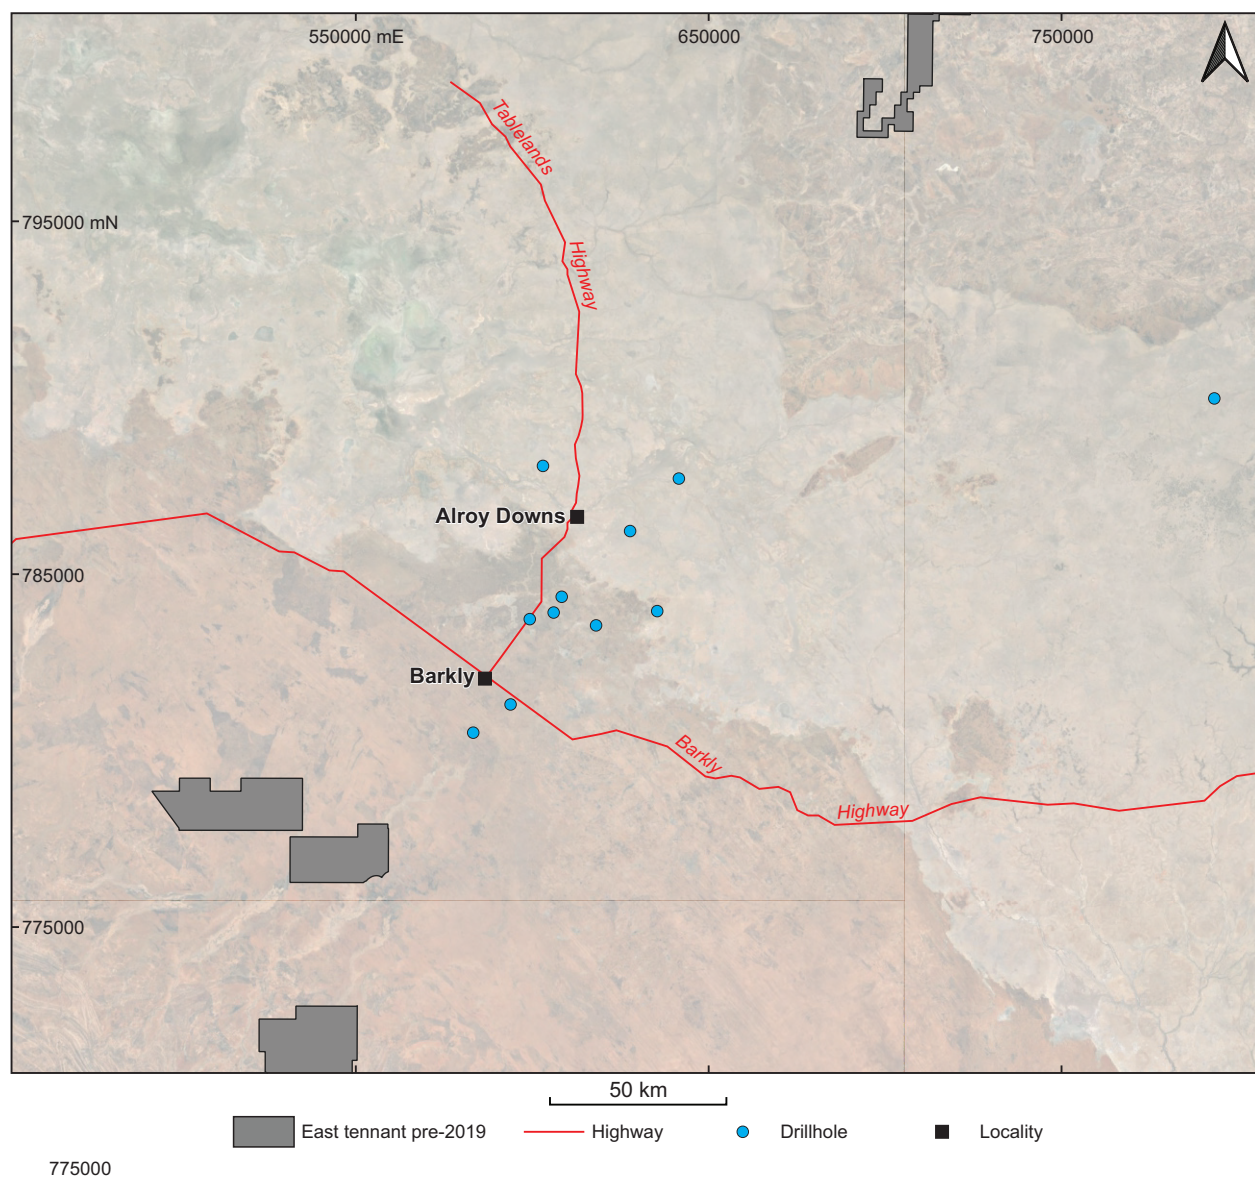 550000 mE
650000
750000
Tablelands
795000 mN
Highway
Alroy Downs
785000
Barkly
Barkly
Highway
775000
50 km
East tennant pre-2019
Highway
Drillhole
Locality
775000